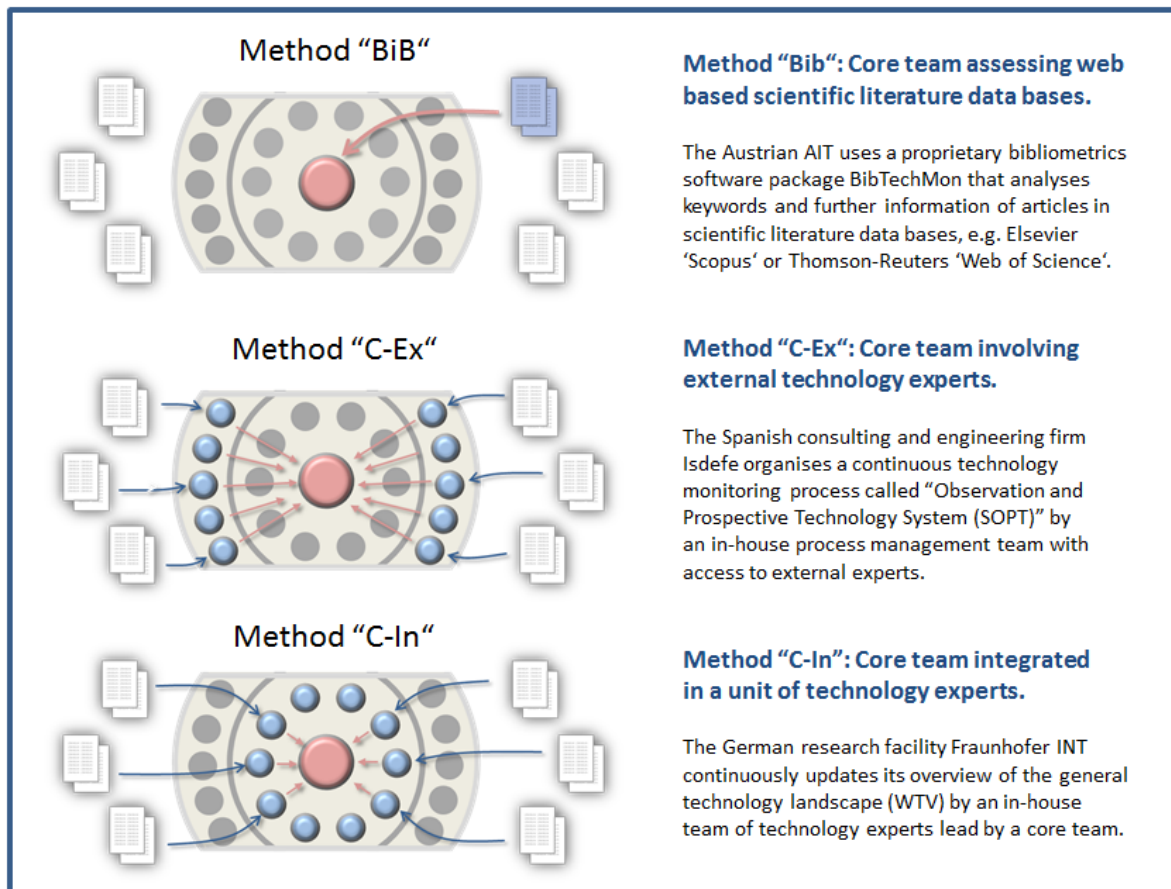 Method “BiB“
Method “Bib“: Core team assessing web
based scientific literature data bases.
The Austrian AIT uses a proprietary bibliometrics
software package BibTechMon that analyses
keywords and further information of articles in
scientific literature data bases, e.g. Elsevier
‘Scopus‘ or Thomson-Reuters ‘Web of Science‘.
Method “C-Ex“
Method “C-Ex“: Core team involving
external technology experts.
The Spanish consulting and engineering firm
Isdefe organises a continuous technology
monitoring process called “Observation and
Prospective Technology System (SOPT)” by
an in-house process management team with
access to external experts.
Method “C-In“
Method “C-In”: Core team integrated
in a unit of technology experts.
The German research facility Fraunhofer INT
continuously updates its overview of the general
technology landscape (WTV) by an in-house
team of technology experts lead by a core team.